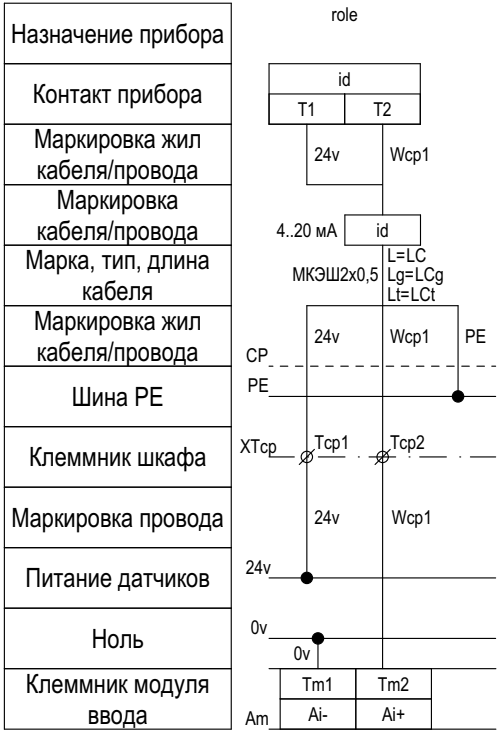 Назначение прибора
role
Контакт прибора
id
T1 T2
Маркировка жил
кабеля/провода
24v Wcp1
Маркировка
кабеля/провода
4..20 мА id
Марка, тип, длина
кабеля
МКЭШ2х0,5
L=LC
Lg=LCg
Lt=LCt
Маркировка жил
кабеля/провода
24v Wcp1 PE
CP
Шина PE
PE
Клеммник шкафа
XTcp Tcp1 Tcp2
Маркировка провода
24v Wcp1
Питание датчиков
24v
Ноль
0v
0v
Клеммник модуля
ввода
Tm1 Tm2
Am Ai- Ai+